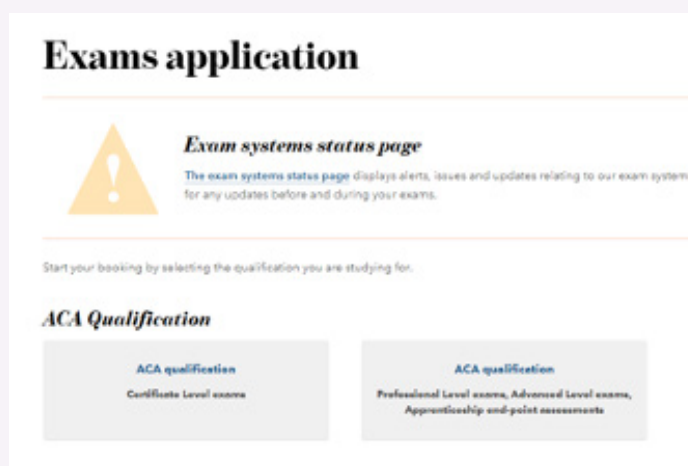 Exams application
Exam systems status page
The exam systems status page displays alerts, issues and updates relating to our exam system
for any updates before and during your exams.
Start your booking by selecting the qualification you are studying for.
ACA Qualification
ACA qualification
Certificate Level exams
ACA qualification
Professional Level exams, Advanced Level exams,
Apprenticeship end-point assessments